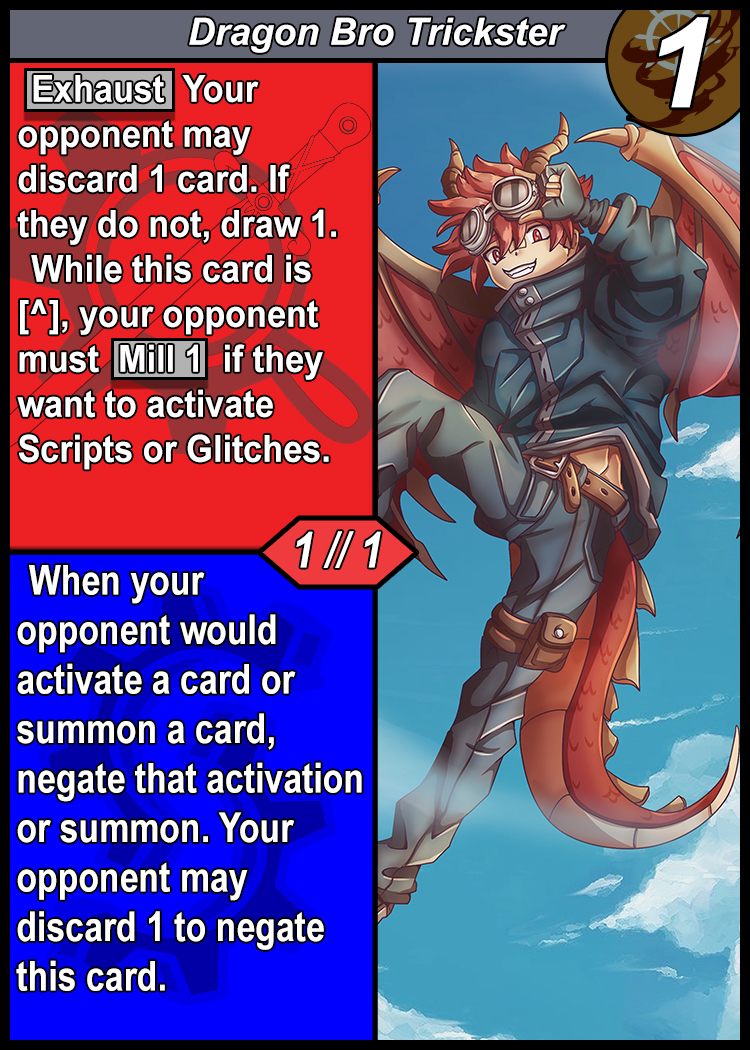 Dragon Bro Trickster
1
Exhaust Your
opponent may
discard 1 card. If
they do not, draw 1.
While this card is
[^], your opponent
must Mill 1 if they
want to activate
Scripts or Glitches.
1 // 1
When your
opponent would
activate a card or
summon a card,
negate that activation
or summon. Your
opponent may
discard 1 to negate
this card.